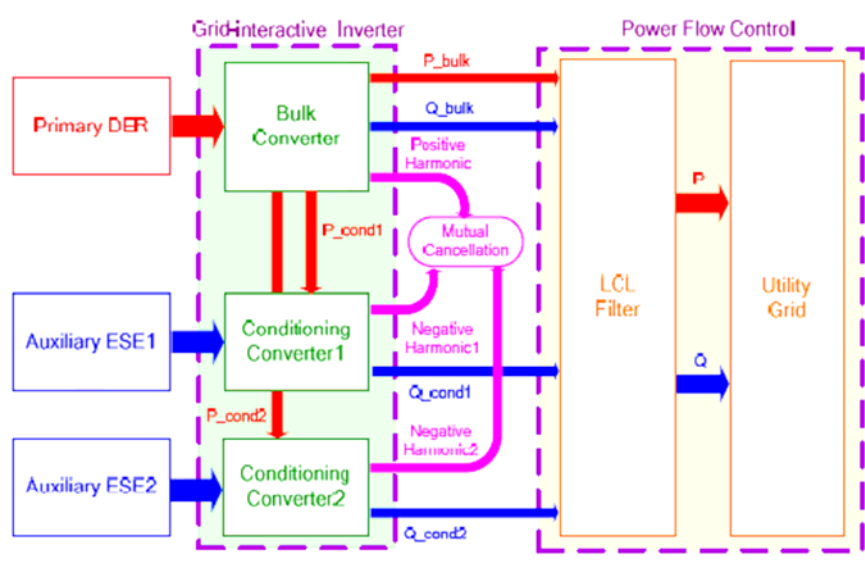 Grid-interactive Inverter
Power Flow Control
P_bulk
Primary DER
Bulk
Converter
Q_bulk
Positive
Harmonic
P
P_cond1
Mutual
Cancellation
LCL
Filter
Utility
Grid
Auxiliary ESE1
Conditioning
Converter1
Negative
Harmonic1
Q
Q_cond1
P_cond2
Negative
Harmonic2
Auxiliary ESE2
Conditioning
Converter2
Q_cond2